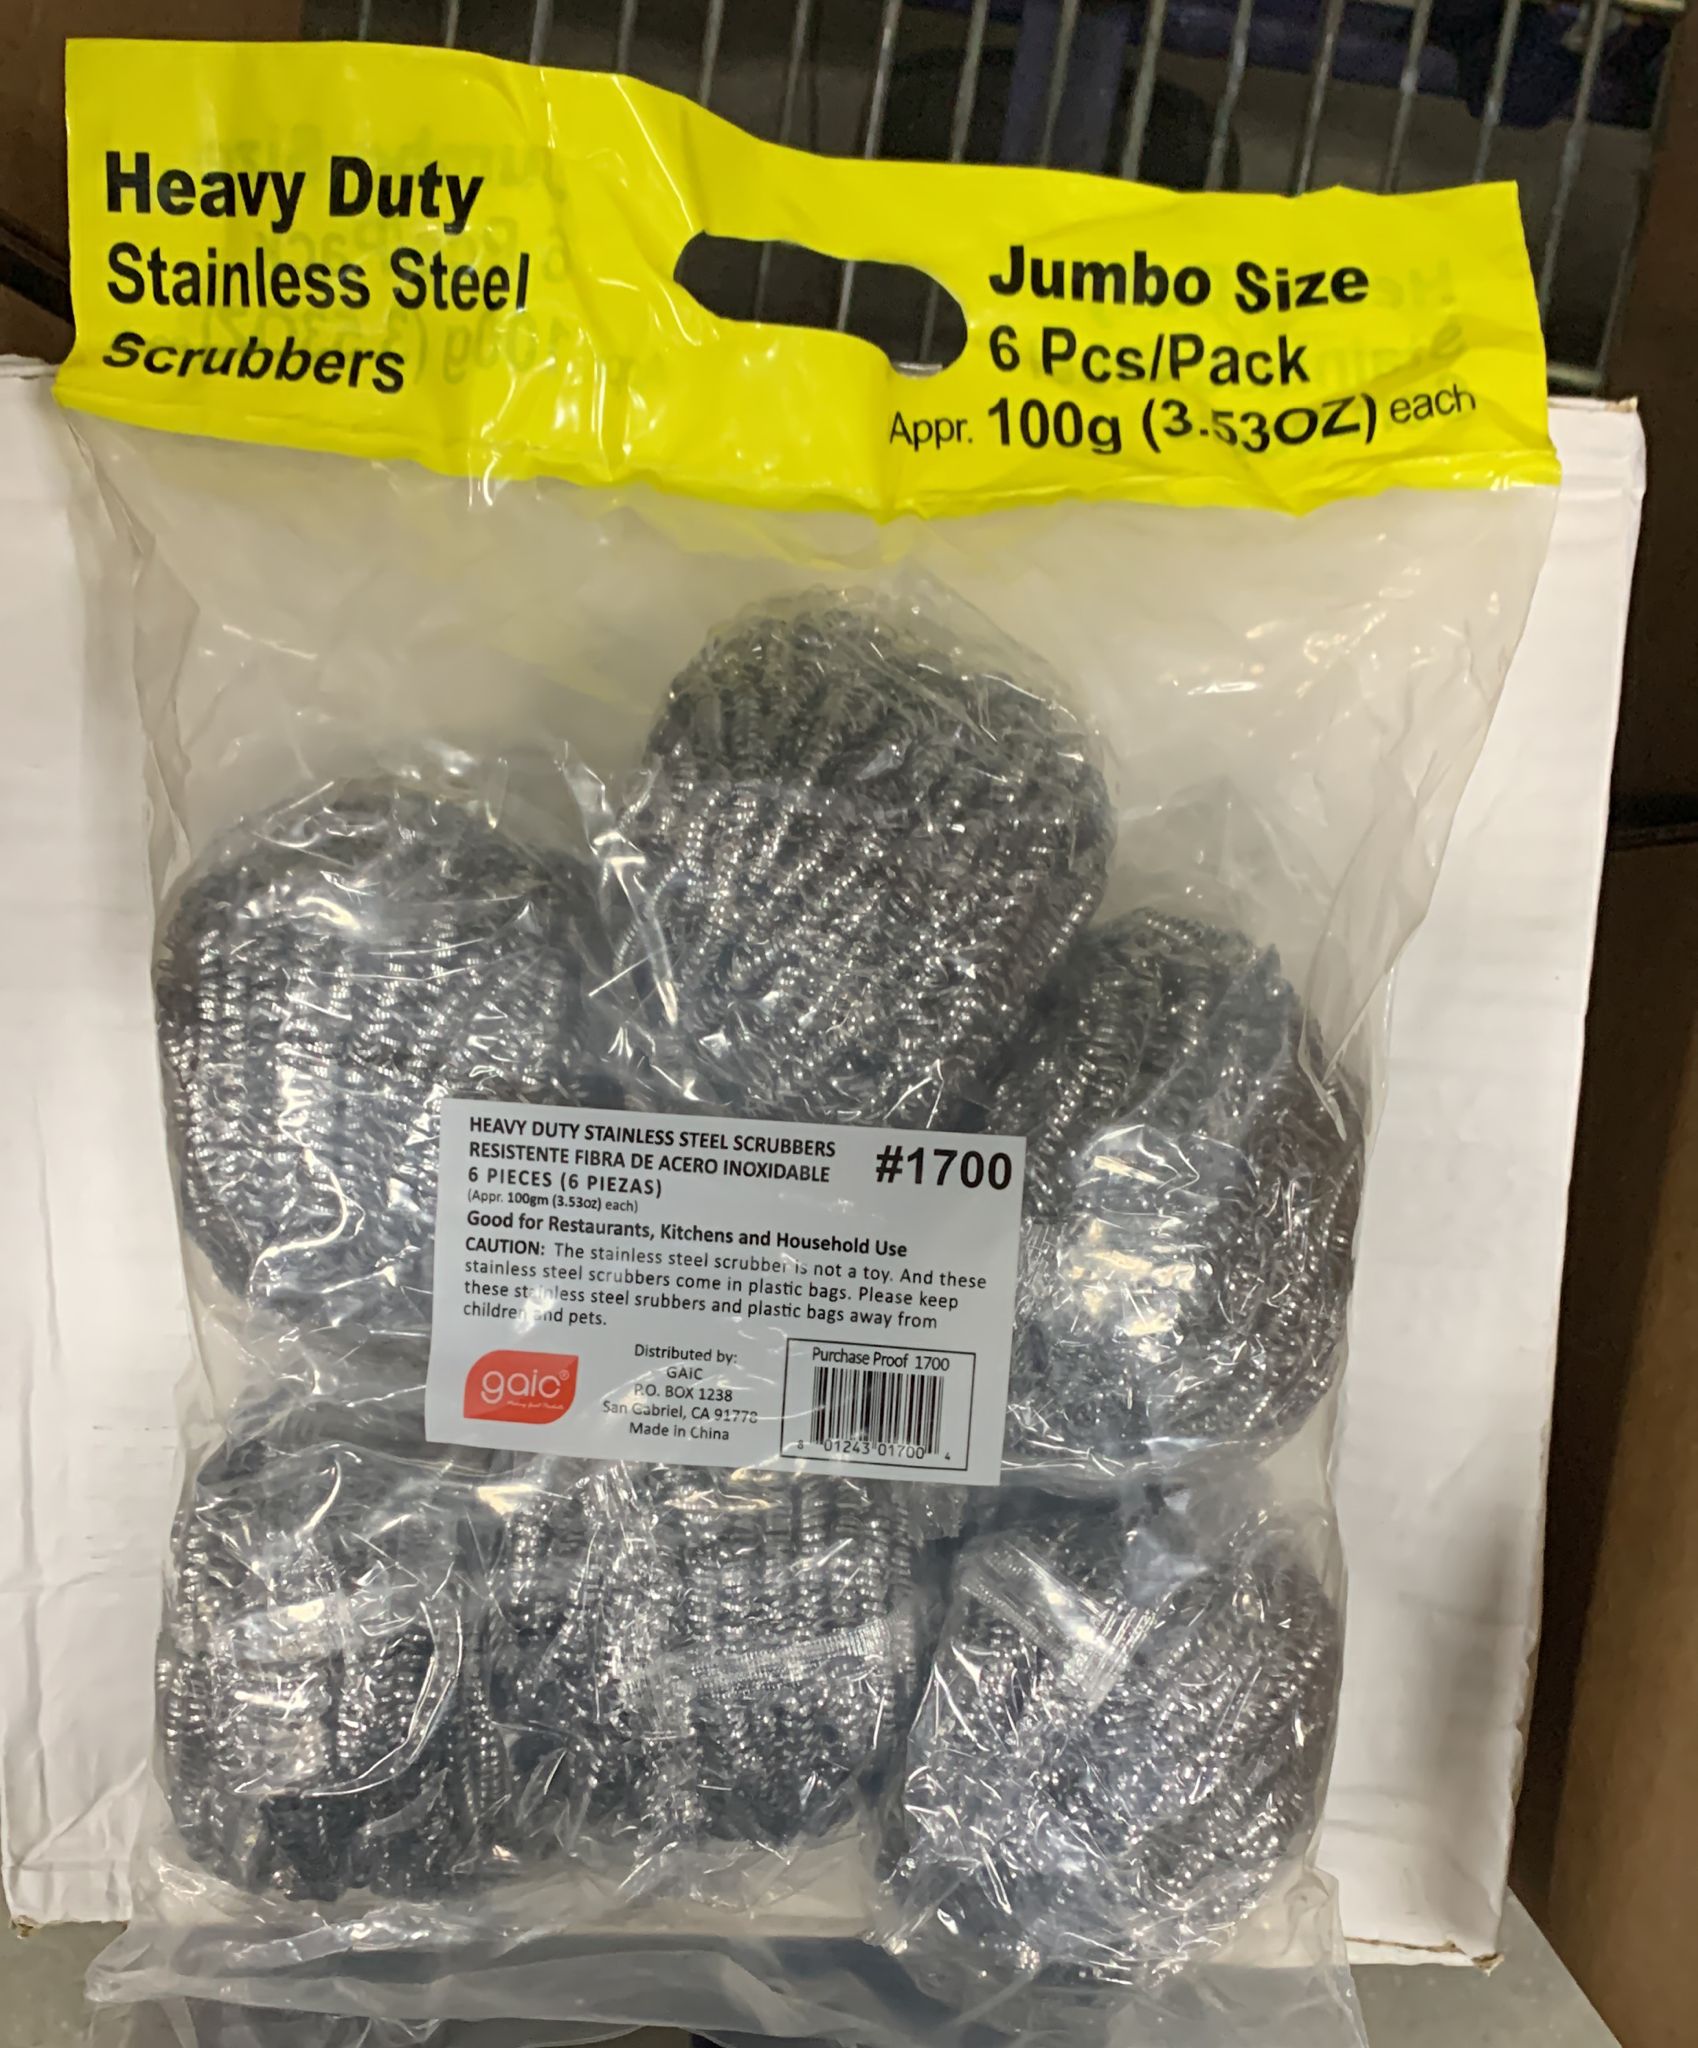 Heavy Duty
Stainless Steel
Scrubbers
Jumbo Size
6 Pcs/Pack
Appr. 100g (3.53OZ) each
HEAVY DUTY STAINLESS STEEL SCRUBBERS
RESISTENTE FIBRA DE ACERO INOXIDABLE
6 PIECES (6 PIEZAS)
(Appr. 100gm (3.53oz) each)
#1700
Good for Restaurants, Kitchens and Household Use
CAUTION: The stainless steel scrubber is not a toy. And these
stainless steel scrubbers come in plastic bags. Please keep
these stainless steel srubbers and plastic bags away from
children and pets.
gaic®
Distributed by:
GAIC
P.O. BOX 1238
San Gabriel, CA 91778
Made in China
Purchase Proof 1700
8 01243 01700 4